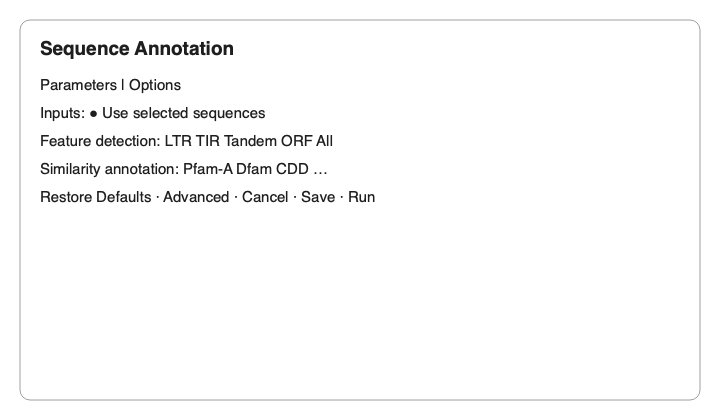 Sequence Annotation
Parameters | Options
Inputs: ● Use selected sequences
Feature detection: LTR TIR Tandem ORF All
Similarity annotation: Pfam-A Dfam CDD …
Restore Defaults · Advanced · Cancel · Save · Run